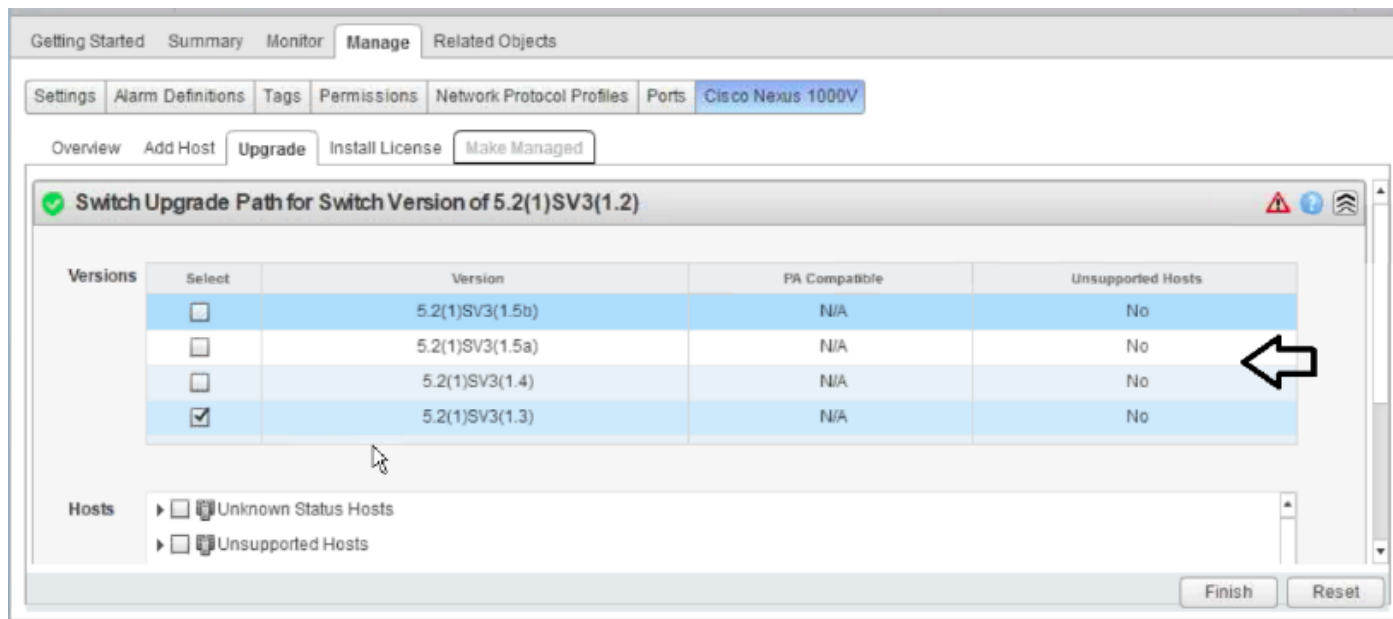 Getting Started Summary Monitor Manage Related Objects
Settings Alarm Definitions Tags Permissions Network Protocol Profiles Ports Cisco Nexus 1000V
Overview Add Host Upgrade Install License Make Managed
Switch Upgrade Path for Switch Version of 5.2(1)SV3(1.2)
Versions Select Version PA Compatible Unsupported Hosts
5.2(1)SV3(1.5b) N/A No
5.2(1)SV3(1.5a) N/A No
5.2(1)SV3(1.4) N/A No
5.2(1)SV3(1.3) N/A No
Hosts Unknown Status Hosts
Unsupported Hosts
Finish Reset